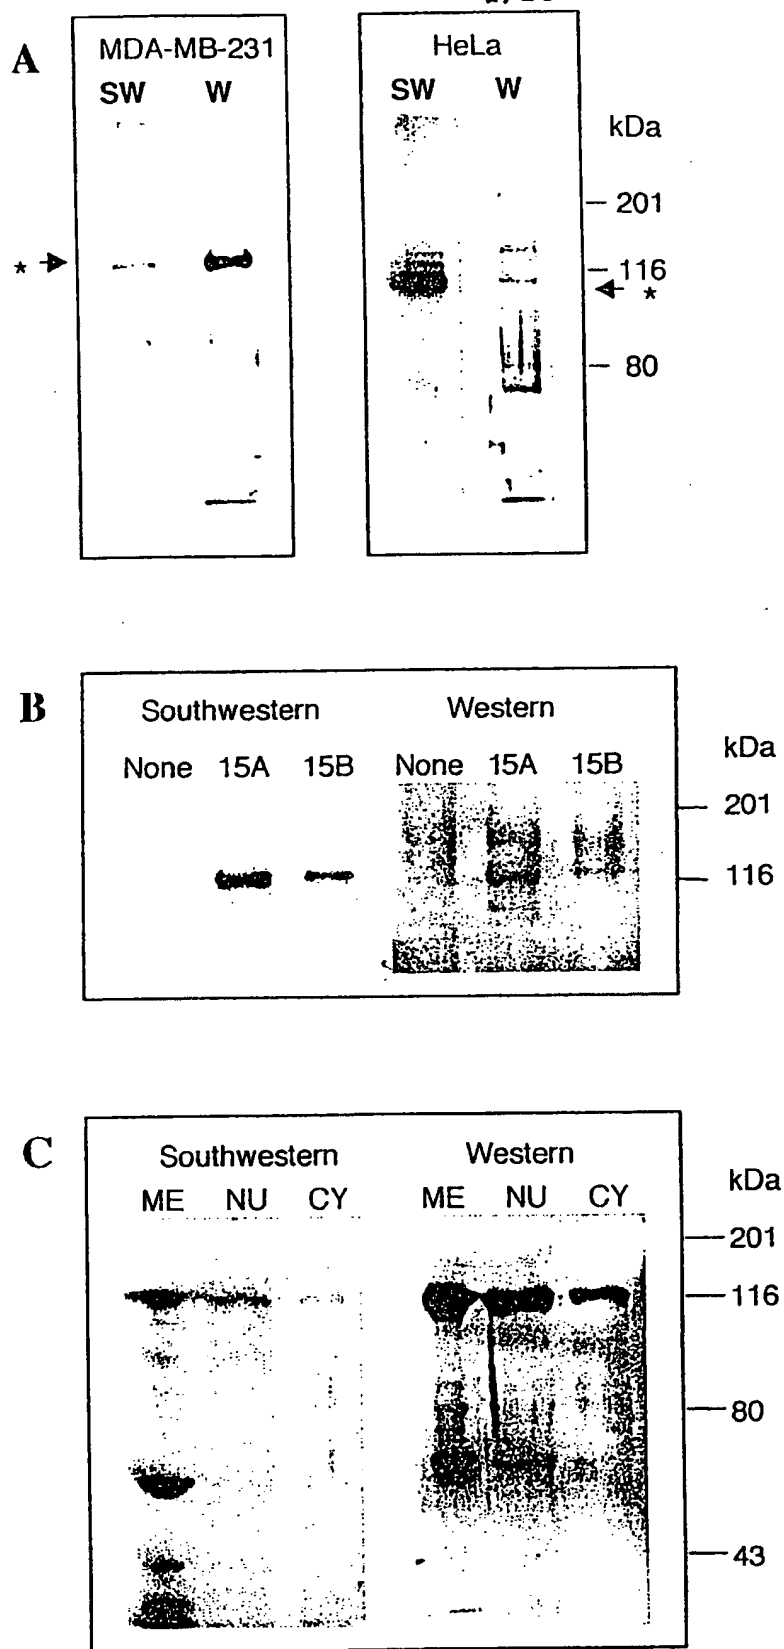 A
MDA-MB-231
SW W
*
HeLa
SW W
kDa
201
116
*
80
B
Southwestern Western
None 15A 15B None 15A 15B
kDa
201
116
C
Southwestern Western
ME NU CY ME NU CY
kDa
201
116
80
43